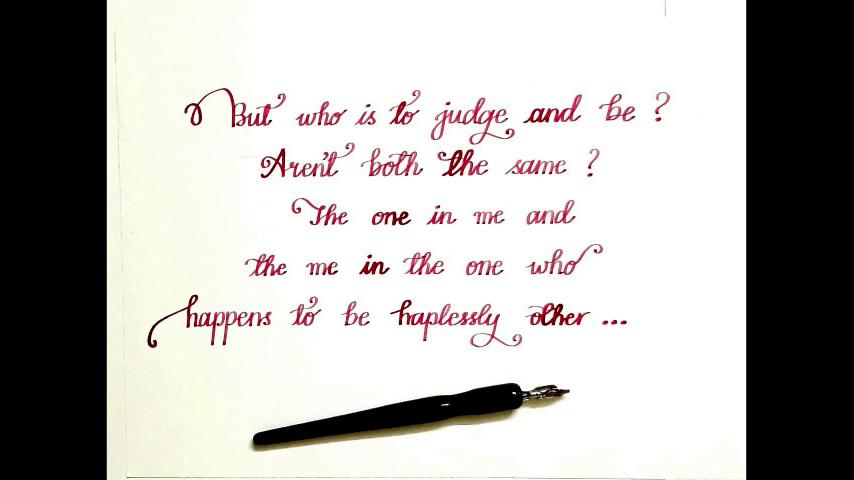 But who is to judge and be ?
Aren't both the same ?
The one in me and
the me in the one who
happens to be haplessly other ...